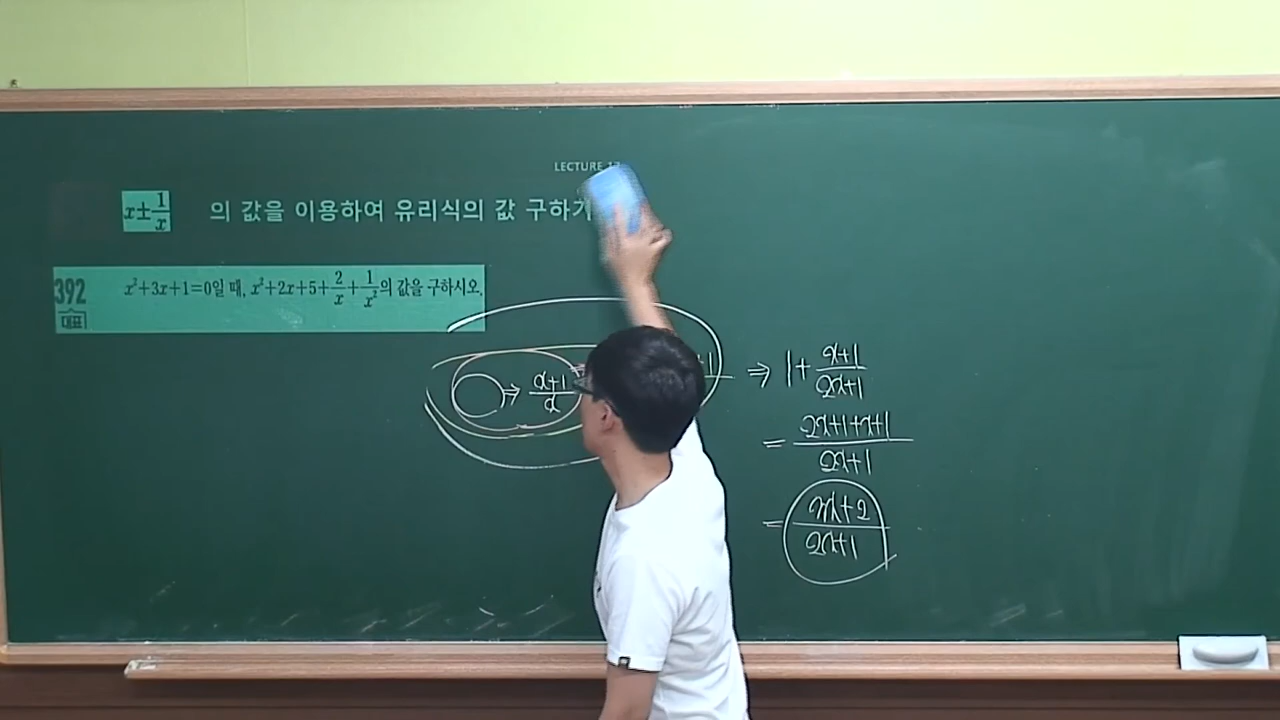 LECTURE 13
x±1/x 의 값을 이용하여 유리식의 값 구하기
392 x²+3x+1=0일 때, x²+2x+5+2/x+1/x²의 값을 구하시오.
대표
⇒ (x+1)/x
⇒ 1+(x+1)/(2x+1)
= (2x+1+x+1)/(2x+1)
= (3x+2)/(2x+1)